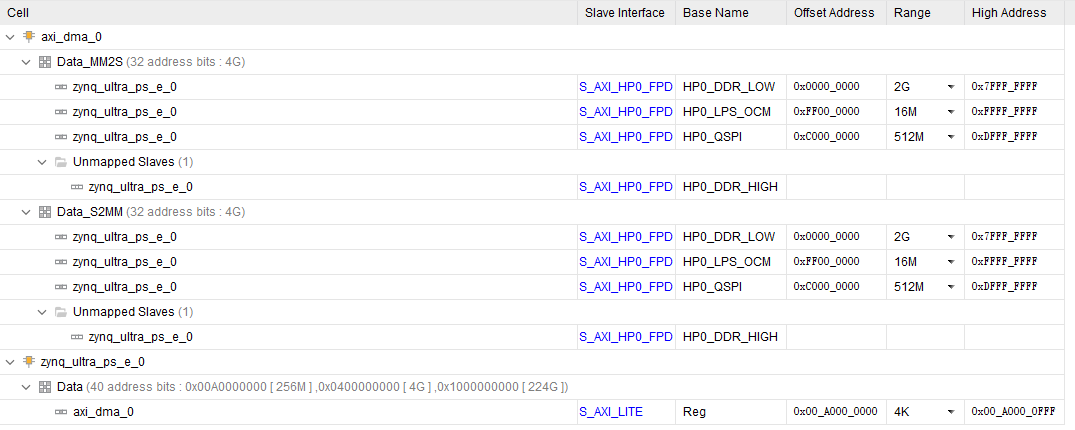 Cell Slave Interface Base Name Offset Address Range High Address
axi_dma_0
Data_MM2S (32 address bits : 4G)
zynq_ultra_ps_e_0 S_AXI_HP0_FPD HP0_DDR_LOW 0x0000_0000 2G 0x7FFF_FFFF
zynq_ultra_ps_e_0 S_AXI_HP0_FPD HP0_LPS_OCM 0xFF00_0000 16M 0xFFFF_FFFF
zynq_ultra_ps_e_0 S_AXI_HP0_FPD HP0_QSPI 0xC000_0000 512M 0xDFFF_FFFF
Unmapped Slaves (1)
zynq_ultra_ps_e_0 S_AXI_HP0_FPD HP0_DDR_HIGH
Data_S2MM (32 address bits : 4G)
zynq_ultra_ps_e_0 S_AXI_HP0_FPD HP0_DDR_LOW 0x0000_0000 2G 0x7FFF_FFFF
zynq_ultra_ps_e_0 S_AXI_HP0_FPD HP0_LPS_OCM 0xFF00_0000 16M 0xFFFF_FFFF
zynq_ultra_ps_e_0 S_AXI_HP0_FPD HP0_QSPI 0xC000_0000 512M 0xDFFF_FFFF
Unmapped Slaves (1)
zynq_ultra_ps_e_0 S_AXI_HP0_FPD HP0_DDR_HIGH
zynq_ultra_ps_e_0
Data (40 address bits : 0x00A0000000 [ 256M ] ,0x0400000000 [ 4G ] ,0x1000000000 [ 224G ])
axi_dma_0 S_AXI_LITE Reg 0x00_A000_0000 4K 0x00_A000_0FFF